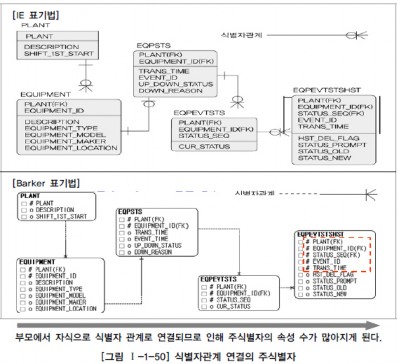 [IE 표기법]
PLANT
PLANT
DESCRIPTION
SHIFT_1ST_START
EQPSTS
PLANT(FK)
EQUIPMENT_ID(FK)
TRANS_TIME
EVENT_ID
UP_DOWN_STATUS
DOWN_REASON
식별자관계
EQUIPMENT
PLANT(FK)
EQUIPMENT_ID
DESCRIPTION
EQUIPMENT_TYPE
EQUIPMENT_MODEL
EQUIPMENT_MAKER
EQUIPMENT_LOCATION
EQPEVTSTS
PLANT(FK)
EQUIPMENT_ID(FK)
STATUS_SEQ
CUR_STATUS
EQPEVTSTSHST
PLANT(FK)
EQUIPMENT_ID(FK)
STATUS_SEQ(FK)
EVENT_ID
TRANS_TIME
HST_DEL_FLAG
STATUS_PROMPT
STATUS_OLD
STATUS_NEW
[Barker 표기법]
식별자관계
PLANT
# PLANT
o DESCRIPTION
o SHIFT_1ST_START
EQPSTS
# PLANT(FK)
# EQUIPMENT_ID(FK)
o TRANS_TIME
o EVENT_TIME
o UP_DOWN_STATUS
o DOWN_REASON
EQUIPMENT
# PLANT(FK)
# EQUIPMENT_ID
o DESCRIPTION
o EQUIPMENT_TYPE
o EQUIPMENT_MODEL
o EQUIPMENT_MAKER
o EQUIPMENT_LOCATION
EQPEVTSTS
# PLANT(FK)
# EQUIPMENT_ID(FK)
# STATUS_SEQ
o CUR_STATUS
EQPEVTSTSHST
# PLANT(FK)
# EQUIPMENT_ID(FK)
# STATUS_SEQ(FK)
# EVENT_ID
# TRANS_TIME
o HST_DEL_FLAG
o STATUS_PROMPT
o STATUS_OLD
o STATUS_NEW
부모에서 자식으로 식별자 관계로 연결되므로 인해 주식별자의 속성 수가 많아지게 된다.
[그림 Ⅰ-1-50] 식별자관계 연결의 주식별자